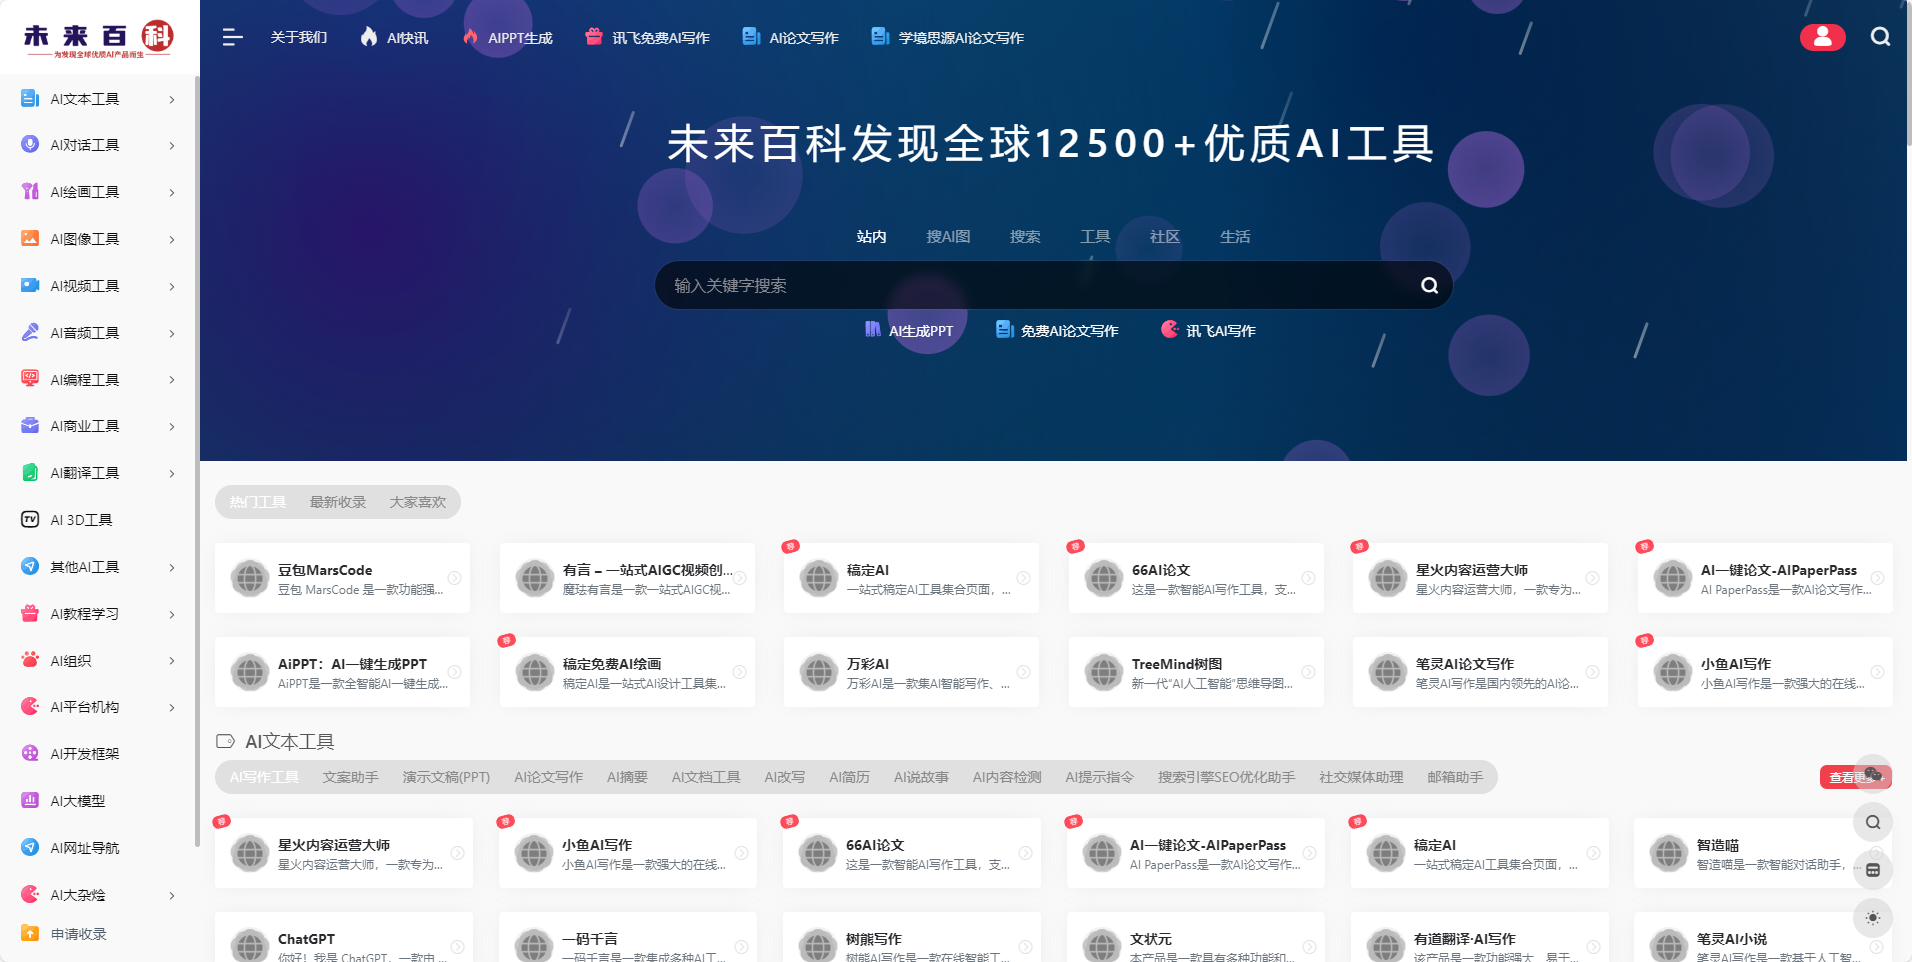 未来百科
为发现全球优质AI产品而生
关于我们
AI快讯
AIPPT生成
讯飞免费AI写作
AI论文写作
学境思源AI论文写作
AI文本工具
AI对话工具
AI绘画工具
AI图像工具
AI视频工具
AI音频工具
AI编程工具
AI商业工具
AI翻译工具
AI 3D工具
其他AI工具
AI教程学习
AI组织
AI平台机构
AI开发框架
AI大模型
AI网址导航
AI大杂烩
申请收录
未来百科发现全球12500+优质AI工具
站内 搜AI图 搜索 工具 社区 生活
输入关键字搜索
AI生成PPT 免费AI论文写作 讯飞AI写作
热门工具 最新收录 大家喜欢
豆包MarsCode
豆包 MarsCode 是一款功能强...
有言 – 一站式AIGC视频创...
魔珐有言是一款一站式AIGC视...
荐
稿定AI
一站式稿定AI工具集合页面，...
荐
66AI论文
这是一款智能AI写作工具，支...
荐
星火内容运营大师
星火内容运营大师，一款专为...
荐
AI一键论文-AIPaperPass
AI PaperPass是一款AI论文写作...
AiPPT：AI一键生成PPT
AiPPT是一款全智能AI一键生成...
荐
稿定免费AI绘画
稿定AI是一站式AI设计工具集...
万彩AI
万彩AI是一款集AI智能写作、...
TreeMind树图
新一代“AI人工智能”思维导图...
笔灵AI论文写作
笔灵AI写作是国内领先的AI论...
荐
小鱼AI写作
小鱼AI写作是一款强大的在线...
AI文本工具
AI写作工具 文案助手 演示文稿(PPT) AI论文写作 AI摘要 AI文档工具 AI改写 AI简历 AI说故事 AI内容检测 AI提示指令 搜索引擎SEO优化助手 社交媒体助理 邮箱助手
查看更
荐
星火内容运营大师
星火内容运营大师，一款专为...
荐
小鱼AI写作
小鱼AI写作是一款强大的在线...
荐
66AI论文
这是一款智能AI写作工具，支...
荐
AI一键论文-AIPaperPass
AI PaperPass是一款AI论文写作...
荐
稿定AI
一站式稿定AI工具集合页面，...
智造喵
智造喵是一款智能对话助手，...
ChatGPT
你好！我是 ChatGPT，一款由 ...
一码千言
一码千言是一款集成多种AI工...
树熊写作
树熊AI写作是一款在线智能工...
文状元
本产品是一款具有多种功能和...
有道翻译·AI写作
该产品是一款功能强大、易于...
笔灵AI小说
笔灵AI写作是一款基于人工智...